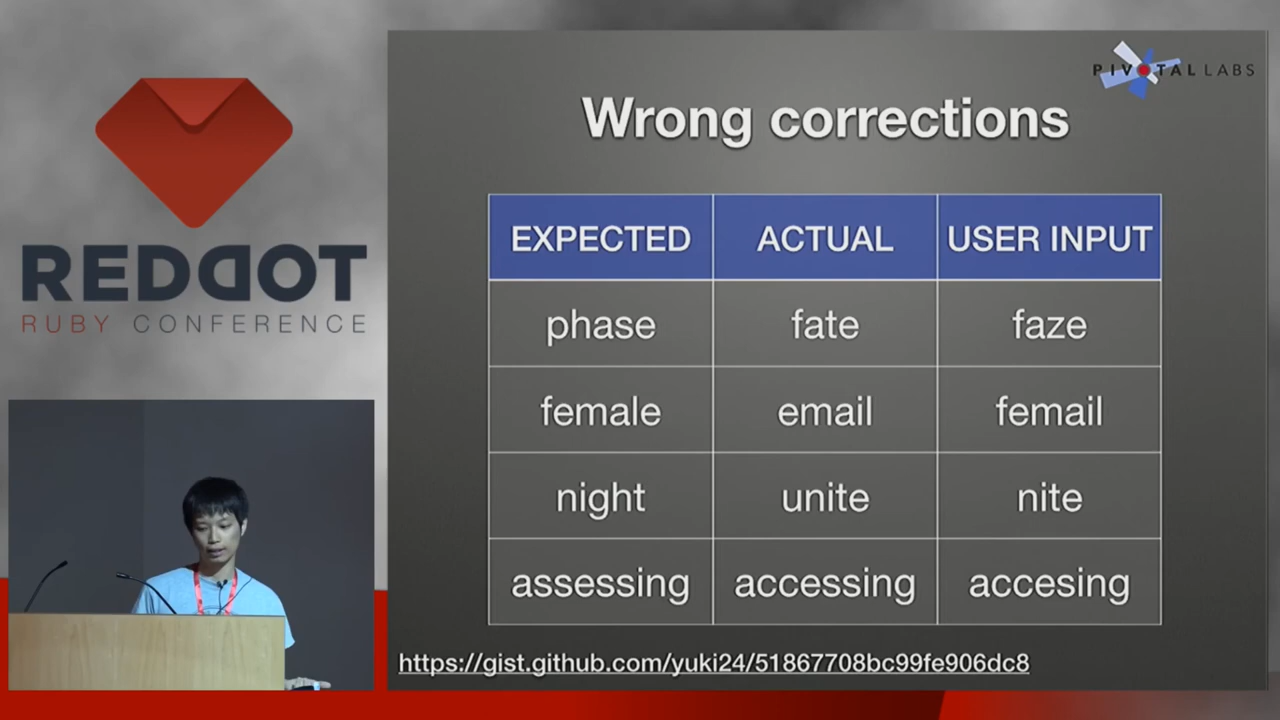 REDDOT
RUBY CONFERENCE
PIVOTAL LABS
Wrong corrections
EXPECTED ACTUAL USER INPUT
phase fate faze
female email femail
night unite nite
assessing accessing accesing
https://gist.github.com/yuki24/51867708bc99fe906dc8